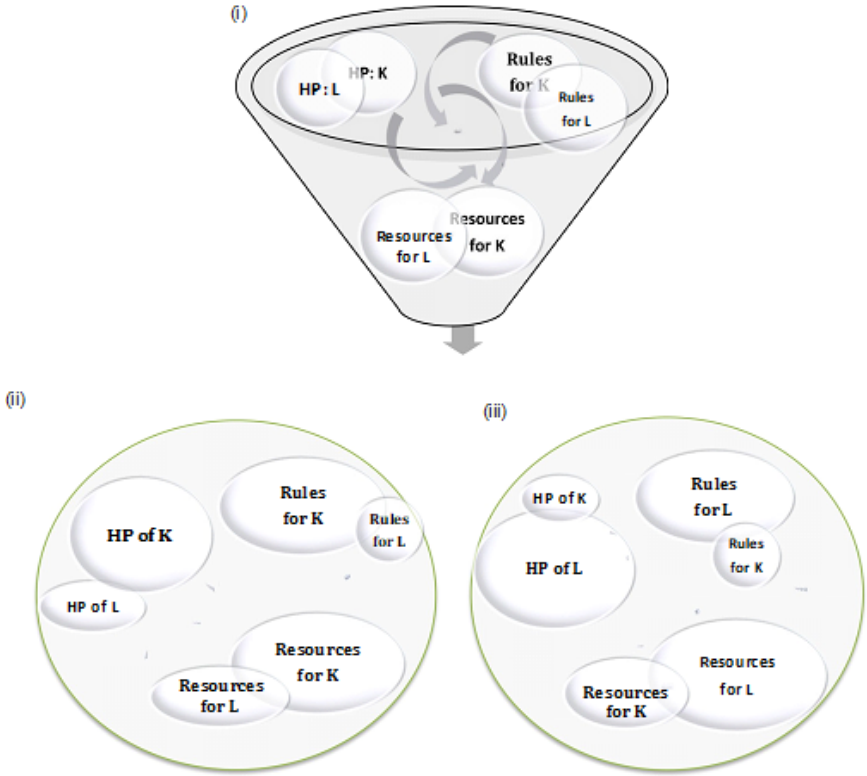 (i)
HP: L
HP: K
Rules
for K
Rules
for L
Resources
for L
Resources
for K
(ii)
HP of K
HP of L
Rules
for K
Rules
for L
Resources
for K
Resources
for L
(iii)
HP of K
HP of L
Rules
for L
Rules
for K
Resources
for L
Resources
for K